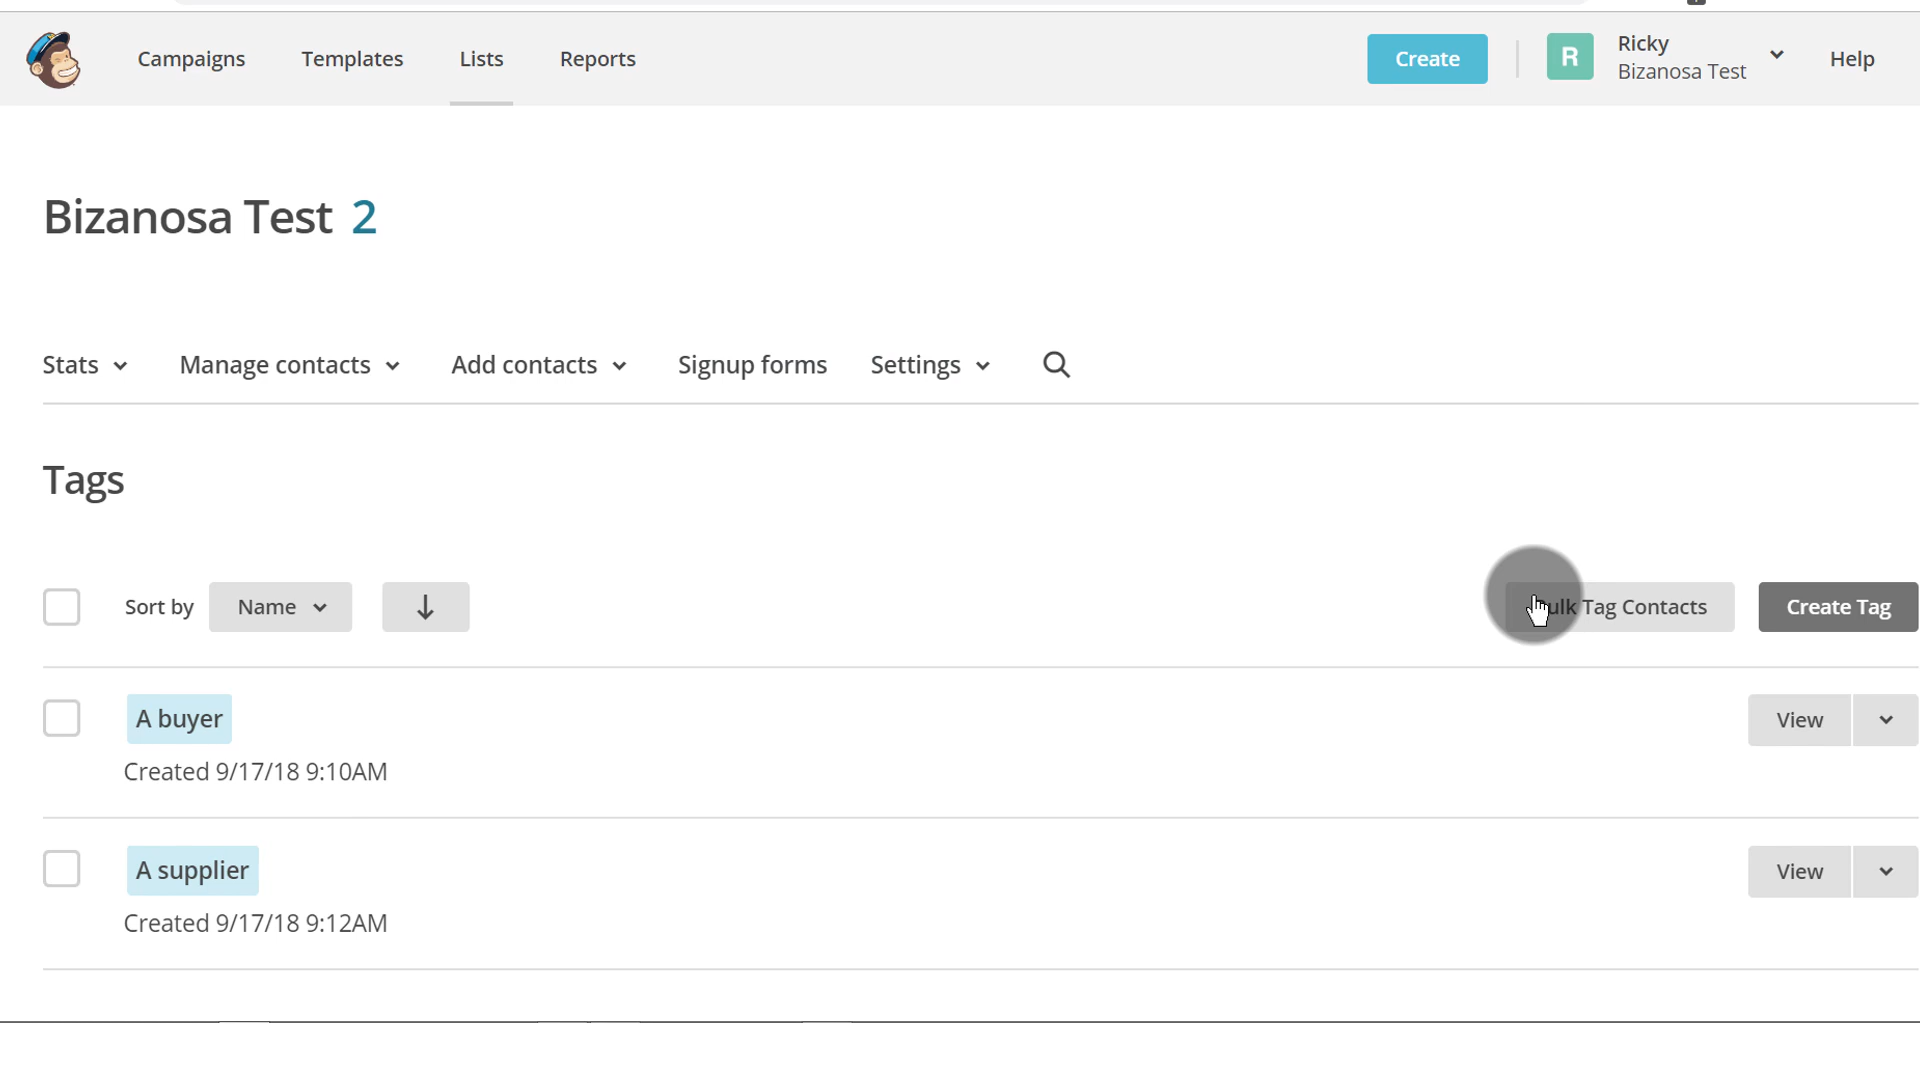 Campaigns Templates Lists Reports Create R Ricky Help
Bizanosa Test
Bizanosa Test 2
Stats Manage contacts Add contacts Signup forms Settings
Tags
Sort by Name Bulk Tag Contacts Create Tag
A buyer View
Created 9/17/18 9:10AM
A supplier View
Created 9/17/18 9:12AM